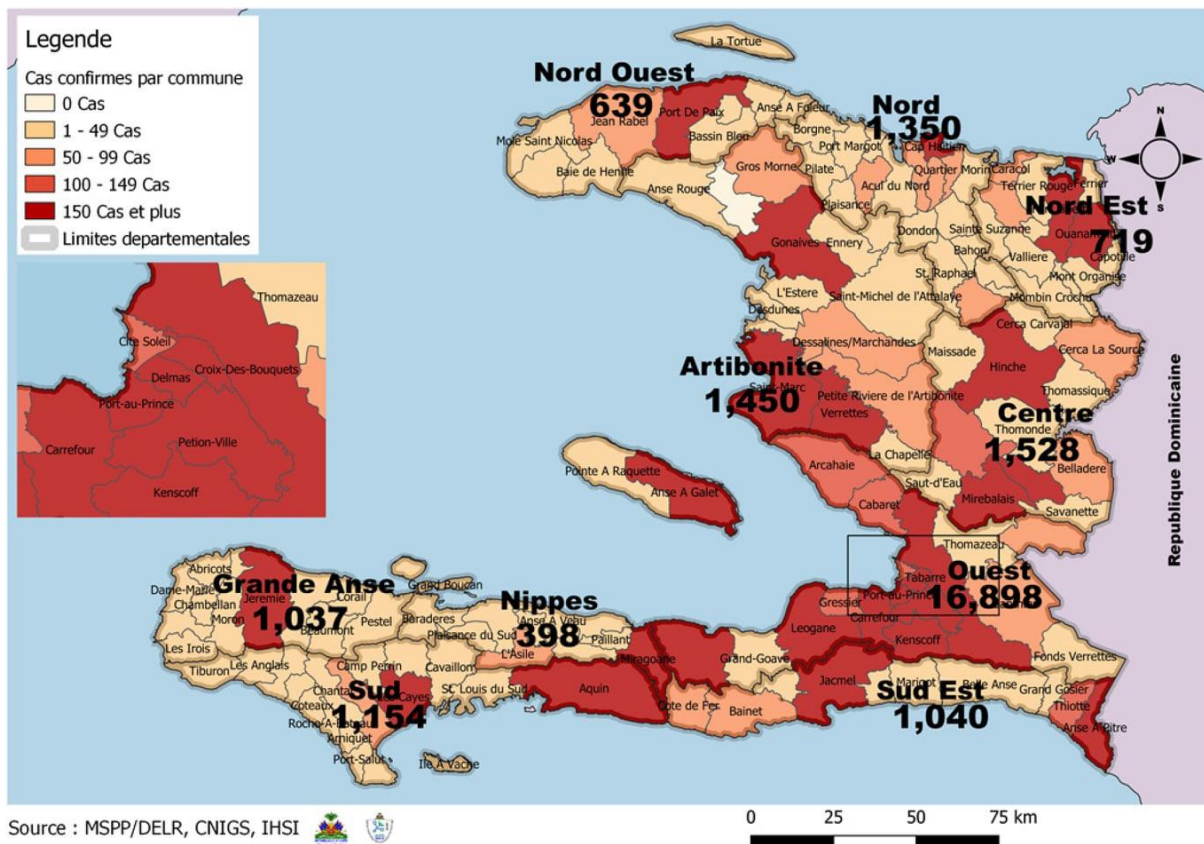 Legende
Cas confirmes par commune
0 Cas
1 - 49 Cas
50 - 99 Cas
100 - 149 Cas
150 Cas et plus
Limites departementales
La Tortue
Nord Ouest
639
Port De Paix
Jean Rabel
Anse A Foleur
Mole Saint Nicolas
Bassin Bleu
Baie de Henne
Nord
1,350
Borgne
Port Margot
Cap Haitien
Quartier Morin
Caracol
Ferrier
Terrier Rouge
Gros Morne
Pilate
Acul du Nord
Plaisance
Anse Rouge
Nord Est
719
Capotille
Gonaives
Ennery
Dondon
Sainte Suzanne
Bahon
Valliere
St. Raphael
Mont Organise
Mombin Crochu
L'Estere
Desdunes
Saint-Michel de l'Attalaye
Cerca Carvajal
Dessalines/Marchandes
Maissade
Cerca La Source
Hinche
Artibonite
1,450
Saint-Marc
Petite Riviere de l'Artibonite
Verrettes
Thomassique
Centre
1,528
Thomonde
La Chapelle
Belladere
Saut-d'Eau
Mirebalais
Savanette
Arcahaie
Cabaret
Pointe A Raquette
Anse A Galet
Thomazeau
Ouest
16,898
Tabarre
Port-au-Prince
Gressier
Carrefour
Leogane
Kenscoff
Fonds Verrettes
Thomazeau
Cite Soleil
Croix-Des-Bouquets
Delmas
Port-au-Prince
Carrefour
Petion-Ville
Kenscoff
Abricots
Dame-Marie
Grande Anse
1,037
Jeremie
Corail
Chambellan
Moron
Pestel
Beaumont
Les Irois
Grand Boucan
Baraderes
Nippes
398
Anse A Veau
Plaisance du Sud
Paillant
L'Asile
Miragoane
Grand-Goave
Tiburon
Les Anglais
Camp Perrin
Cavaillon
Sud
1,154
St. Louis du Sud
Aquin
Coteaux
Port-Salut
Ile A Vache
Cote de Fer
Bainet
Jacmel
Marigot
Belle Anse
Sud Est
1,040
Grand Gosier
Thiotte
Anse A Pitre
Republique Dominicaine
N
W
E
S
Source : MSPP/DELR, CNIGS, IHSI
0 25 50 75 km